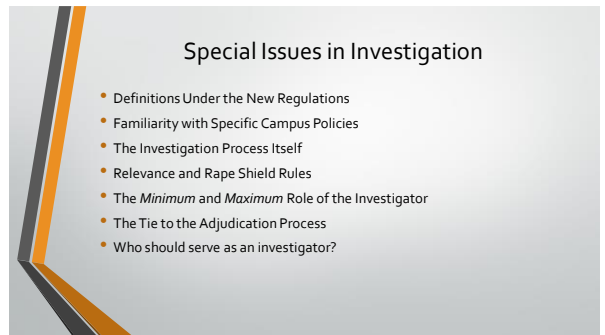 Special Issues in Investigation
• Definitions Under the New Regulations
• Familiarity with Specific Campus Policies
• The Investigation Process Itself
• Relevance and Rape Shield Rules
• The Minimum and Maximum Role of the Investigator
• The Tie to the Adjudication Process
• Who should serve as an investigator?